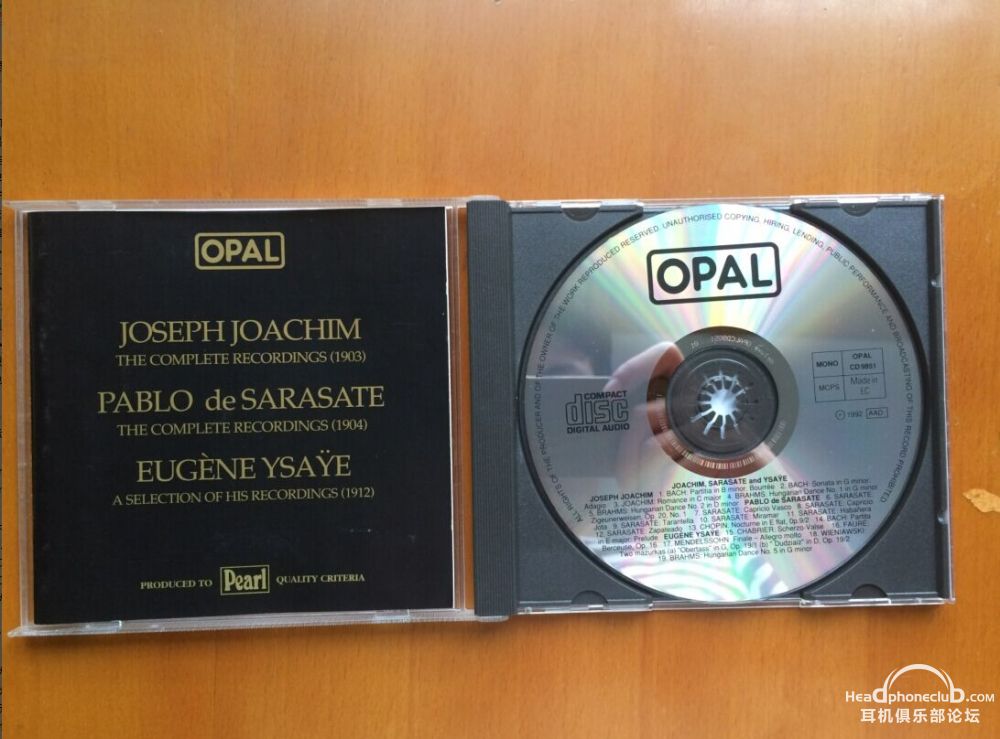 OPAL
JOSEPH JOACHIM
THE COMPLETE RECORDINGS (1903)
PABLO de SARASATE
THE COMPLETE RECORDINGS (1904)
EUGÈNE YSAŸE
A SELECTION OF HIS RECORDINGS (1912)
PRODUCED TO Pearl QUALITY CRITERIA
ALL RIGHTS OF THE PRODUCER AND OF THE OWNER OF THE WORK REPRODUCED RESERVED. UNAUTHORISED COPYING, HIRING, LENDING, PUBLIC PERFORMANCE AND BROADCASTING OF THIS RECORD PROHIBITED
OPAL
COMPACT
disc
DIGITAL AUDIO
MONO
OPAL
CD 9851
MCPS
Made in
EC
℗ 1992 AAD
JOACHIM, SARASATE and YSAŸE
JOSEPH JOACHIM 1. BACH: Partita in B minor: Bourrée 2. BACH: Sonata in G minor:
Adagio 3. JOACHIM: Romance in C major 4. BRAHMS: Hungarian Dance No. 1 in G minor
5. BRAHMS: Hungarian Dance No. 2 in D minor PABLO de SARASATE 6. SARASATE:
Zigeunerweisen, Op. 20, No. 1 7. SARASATE: Capricio Vasco 8. SARASATE: Capricio
Jota 9. SARASATE: Tarantella 10. SARASATE: Miramar 11. SARASATE: Habañera
12. SARASATE: Zapateado 13. CHOPIN: Nocturne in E flat, Op.9/2 14. BACH: Partita
in E major: Prelude EUGÈNE YSAŸE 15. CHABRIER: Scherzo-Valse 16. FAURE:
Berceuse, Op. 16 17. MENDELSSOHN: Finale – Allegro molto 18. WIENIAWSKI
Two mazurkas (a) "Obertass" in G, Op. 19/1 (b) "Dudziarz" in D, Op. 19/2
19. BRAHMS: Hungarian Dance No. 5 in G minor
Headphoneclub.com
耳机俱乐部论坛